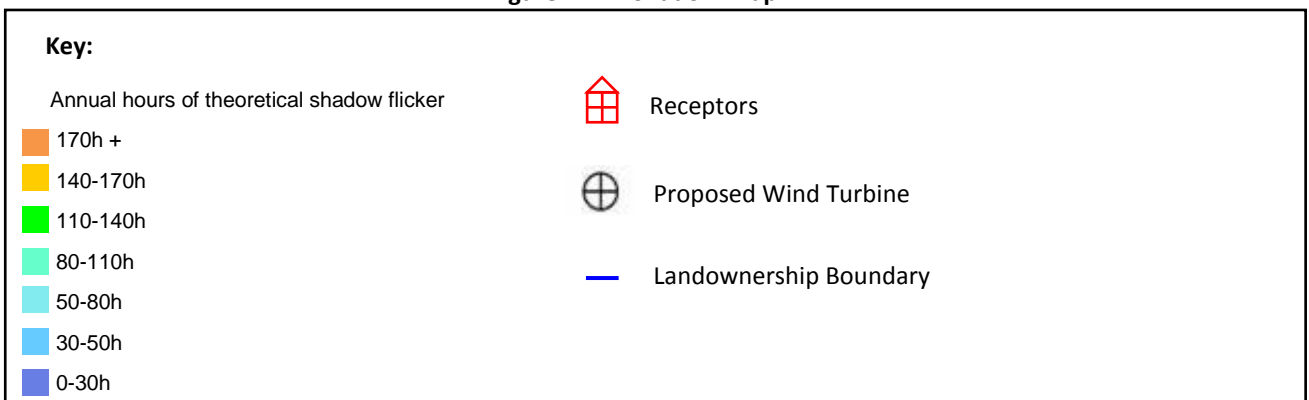 Key:
Annual hours of theoretical shadow flicker
170h +
140-170h
110-140h
80-110h
50-80h
30-50h
0-30h
Receptors
Proposed Wind Turbine
Landownership Boundary